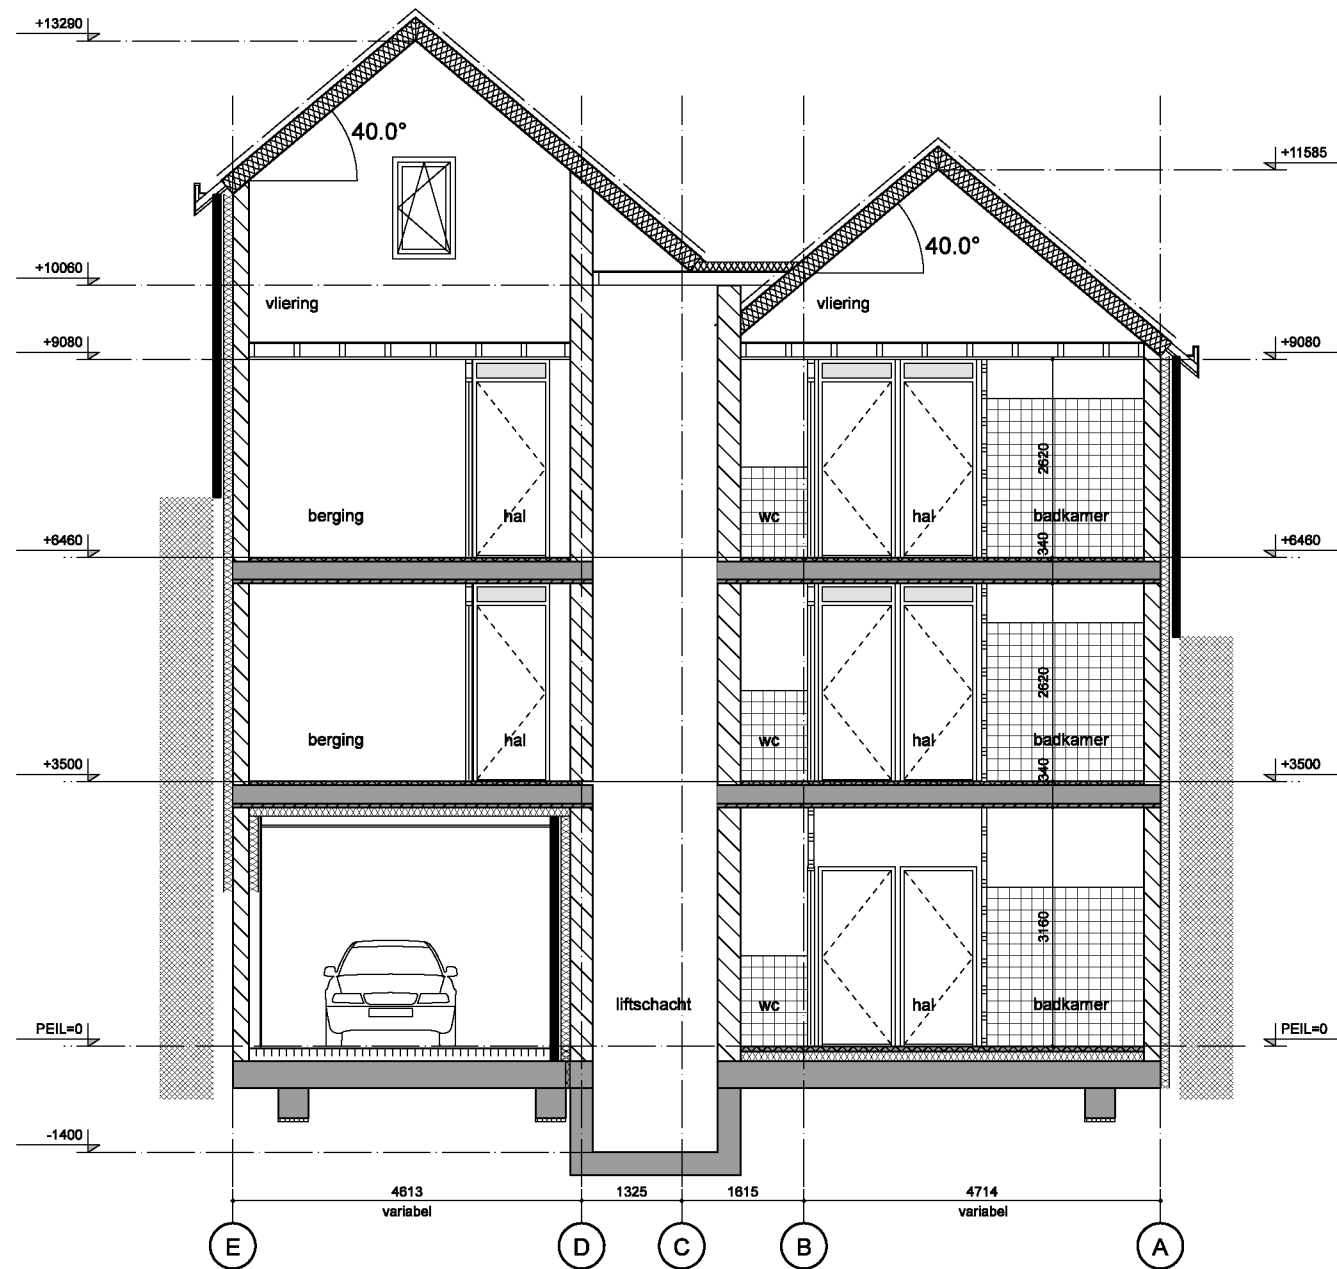 +13290
40.0°
+11585
40.0°
+10060
vliering
vliering
+9080
+9080
2620
berging
hal
wc
hal
badkamer
+6460
340
+6460
2620
berging
hal
wc
hal
badkamer
+3500
340
+3500
3160
liftschacht
wc
hal
badkamer
PEIL=0
PEIL=0
-1400
4613
1325
1615
4714
variabel
variabel
E
D
C
B
A